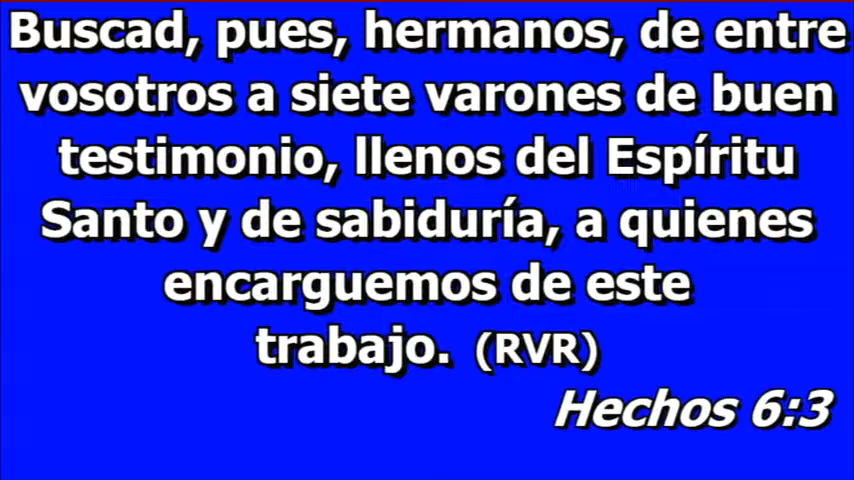 Buscad, pues, hermanos, de entre
vosotros a siete varones de buen
testimonio, llenos del Espíritu
Santo y de sabiduría, a quienes
encarguemos de este
trabajo. (RVR)
Hechos 6:3